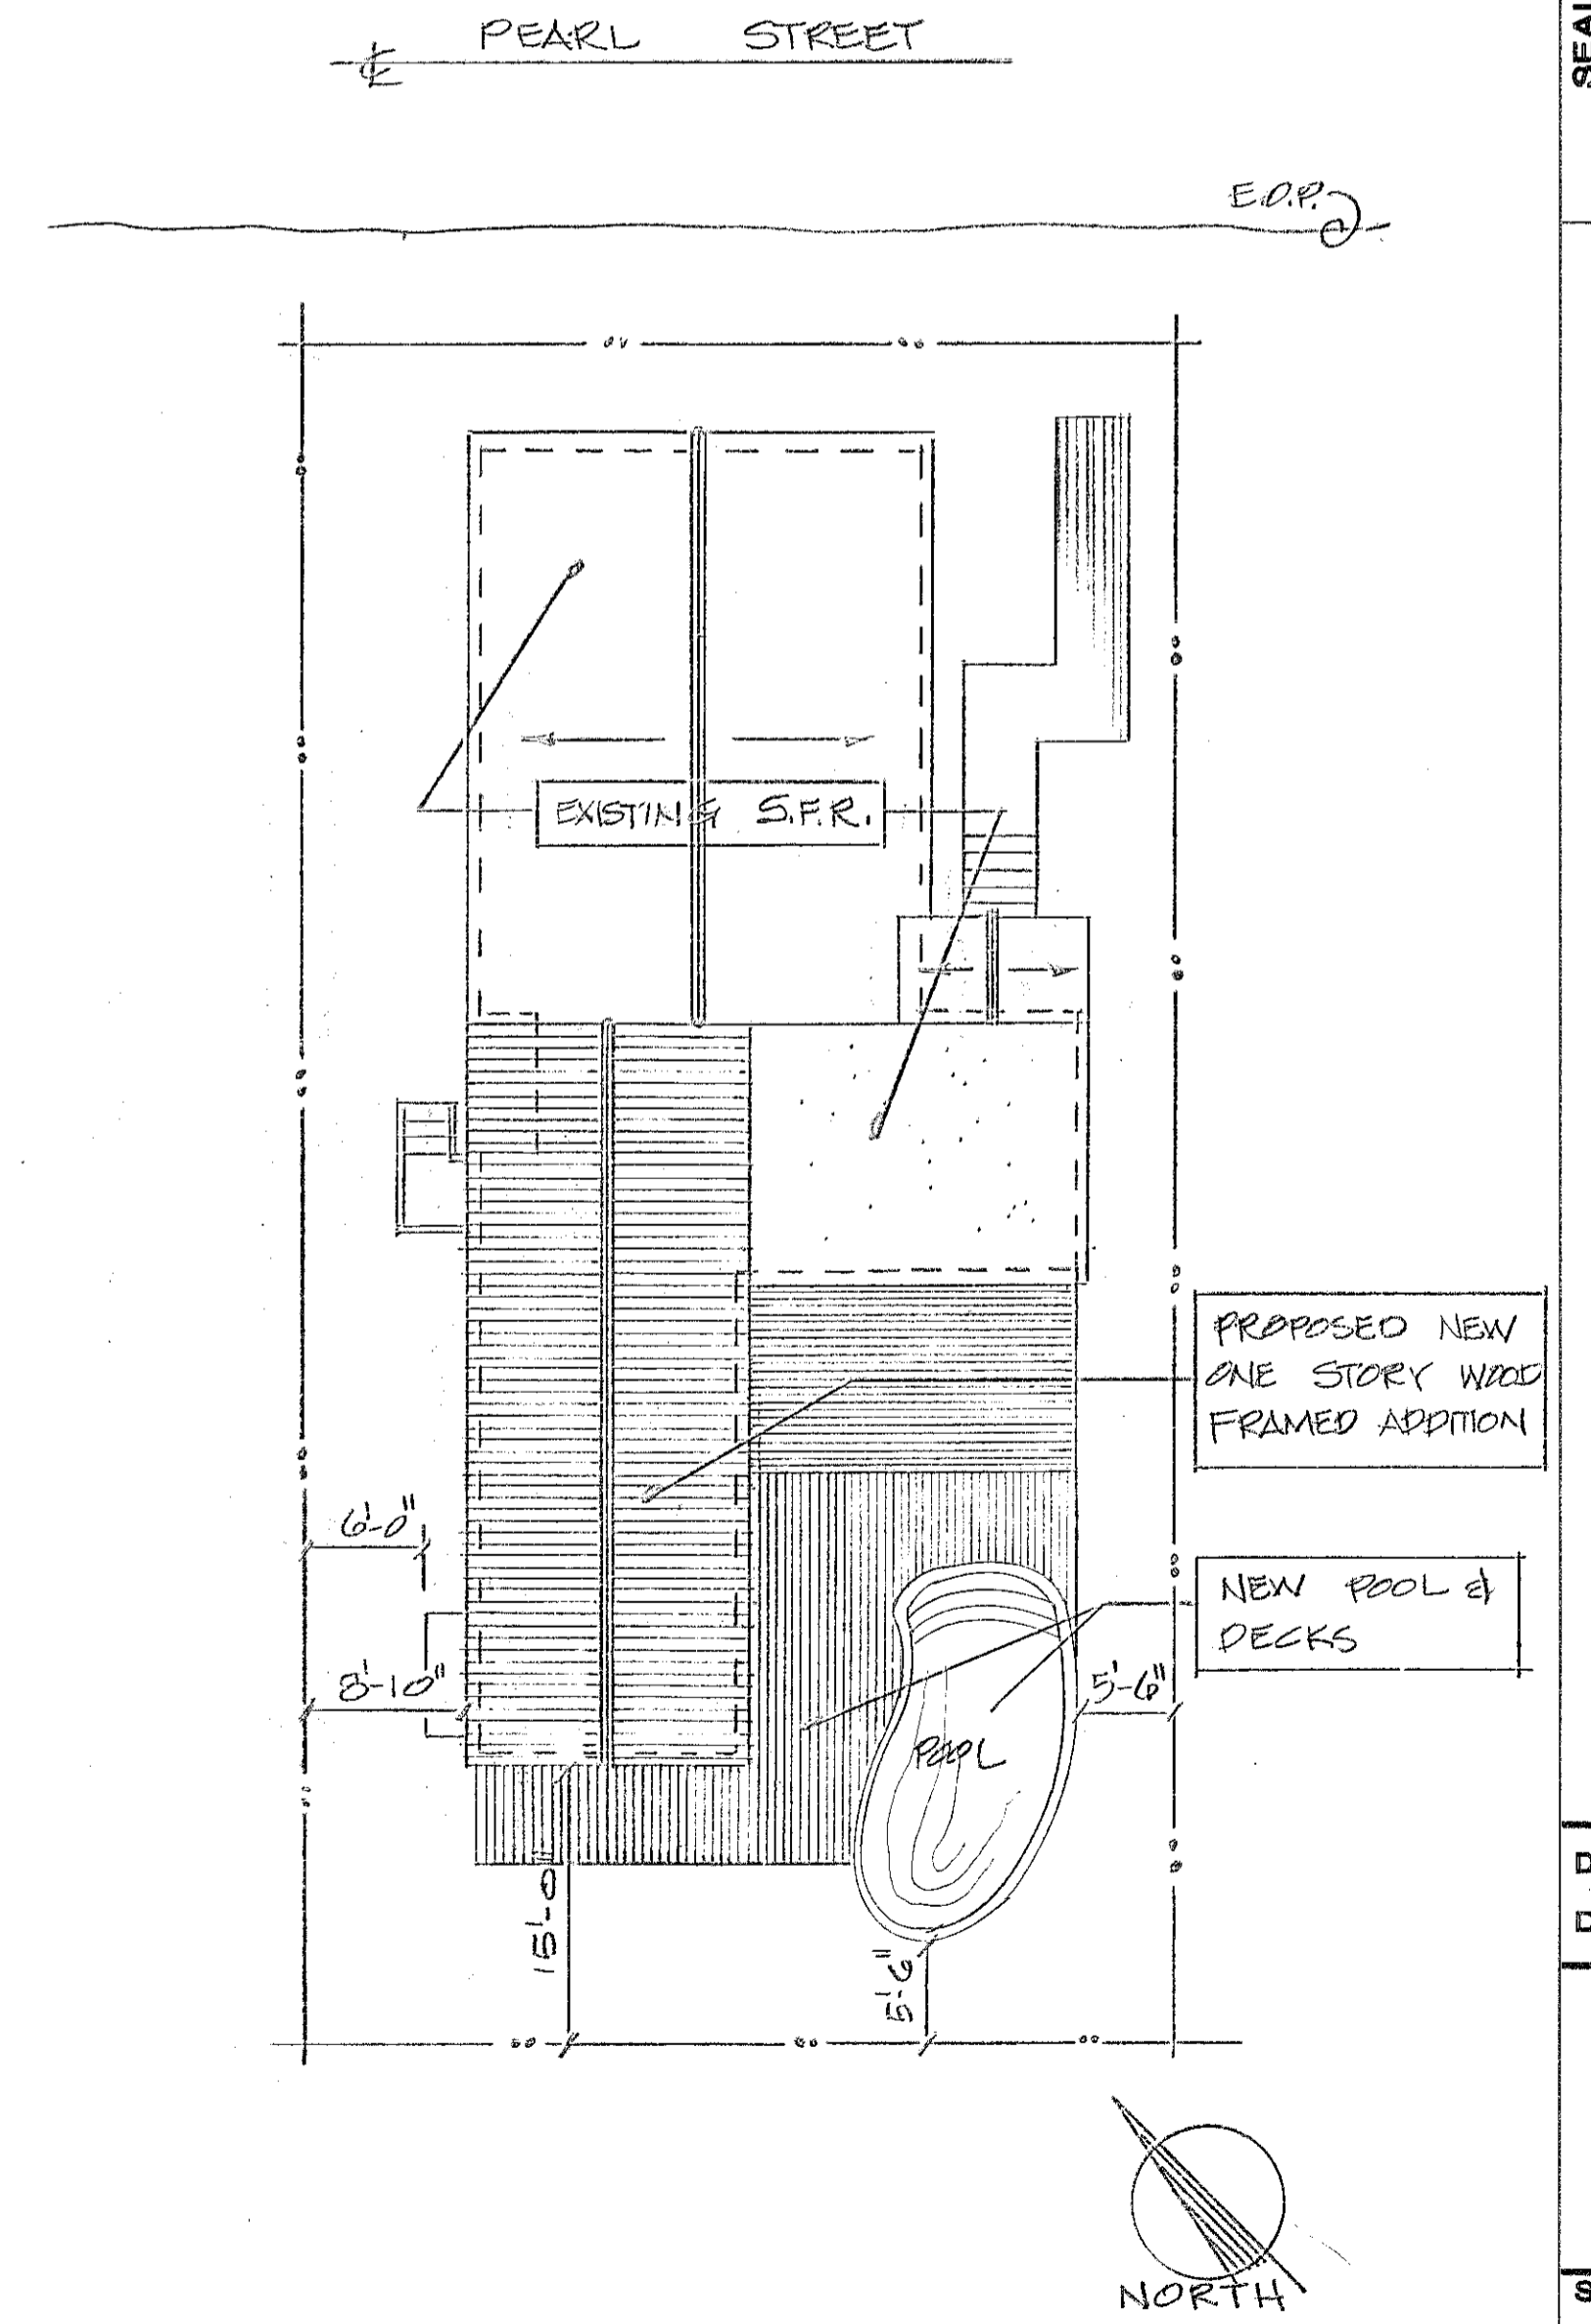 PEARL STREET
℄
E.O.P.
EXISTING S.F.R.
PROPOSED NEW
ONE STORY WOOD
FRAMED ADDITION
6'-0"
NEW POOL &
DECKS
8'-10"
5'-6"
POOL
15'-0"
5'-6"
NORTH